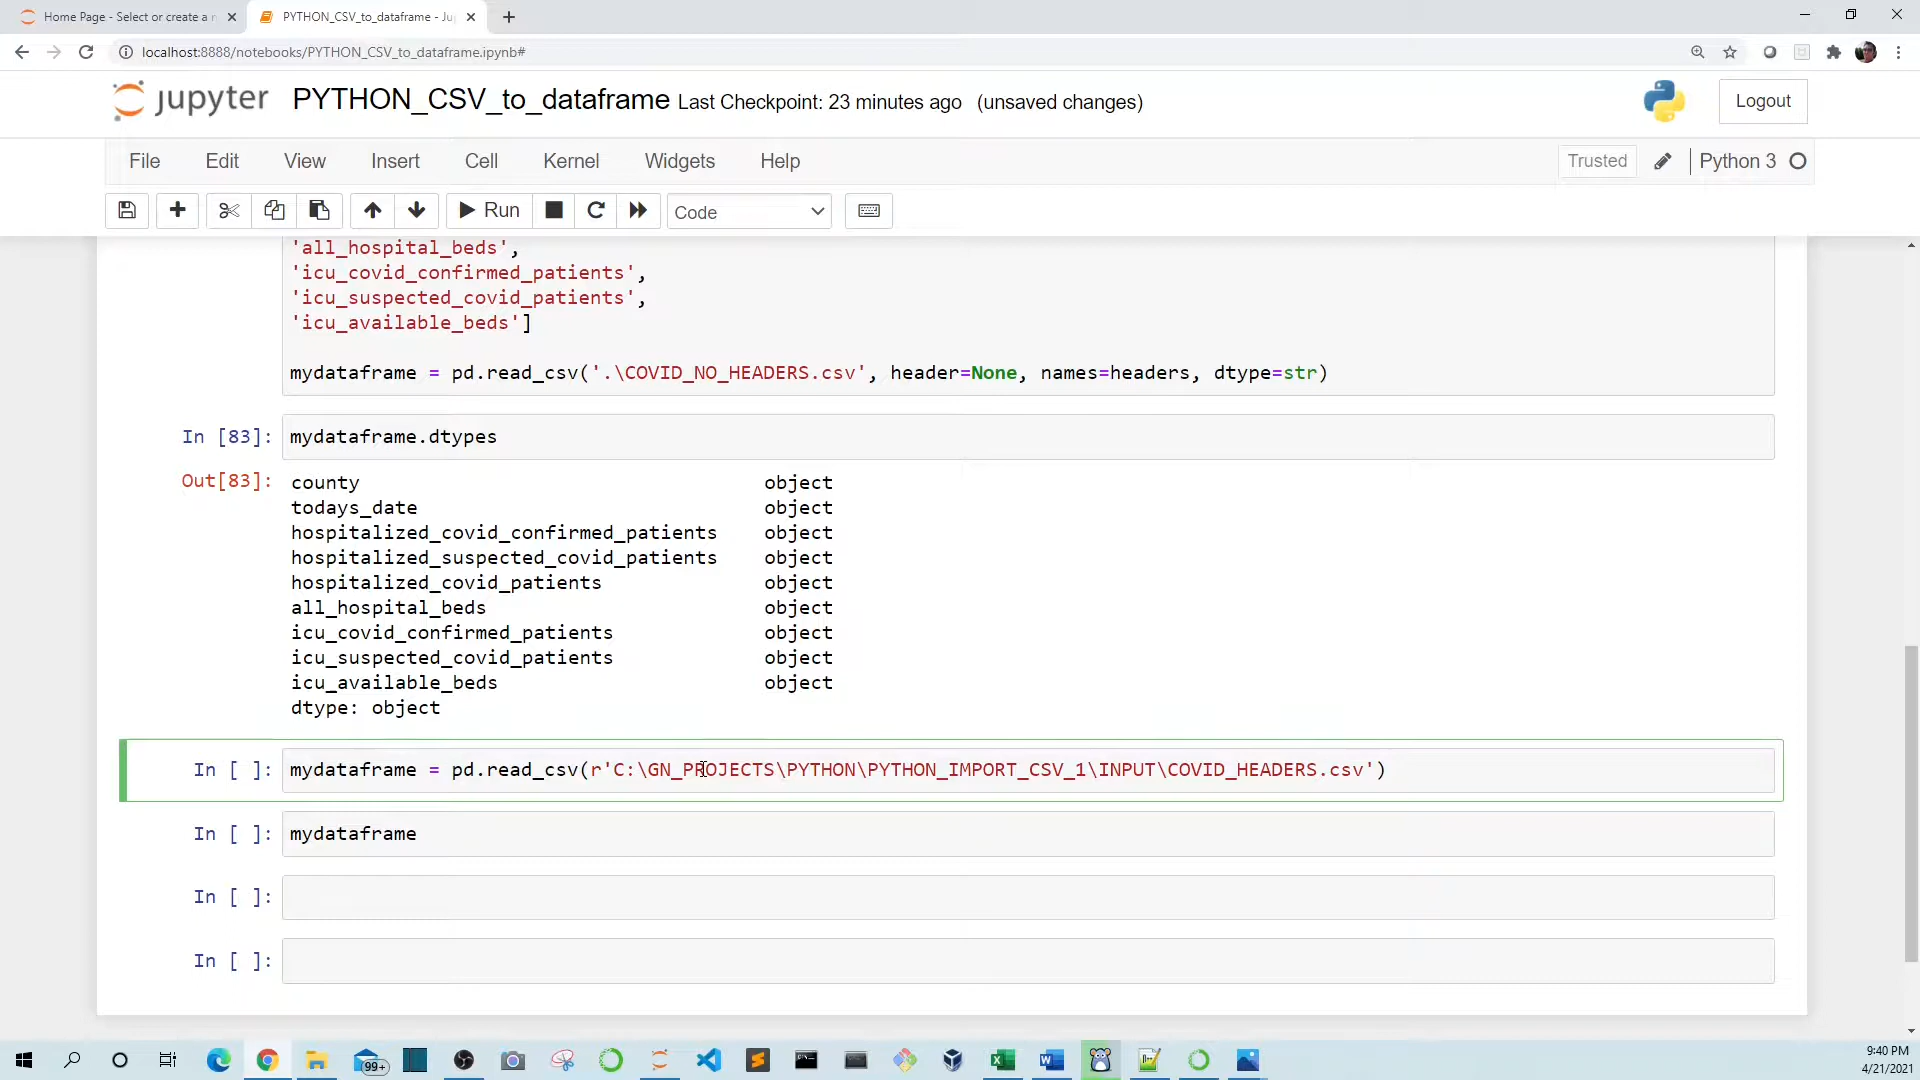 Home Page - Select or create a n
PYTHON_CSV_to_dataframe - Ju
localhost:8888/notebooks/PYTHON_CSV_to_dataframe.ipynb#
jupyter PYTHON_CSV_to_dataframe Last Checkpoint: 23 minutes ago (unsaved changes)
Logout
File Edit View Insert Cell Kernel Widgets Help
Trusted
Python 3
Run
Code
'all_hospital_beds',
'icu_covid_confirmed_patients',
'icu_suspected_covid_patients',
'icu_available_beds']
mydataframe = pd.read_csv('.\COVID_NO_HEADERS.csv', header=None, names=headers, dtype=str)
In [83]: mydataframe.dtypes
Out[83]: county object
todays_date object
hospitalized_covid_confirmed_patients object
hospitalized_suspected_covid_patients object
hospitalized_covid_patients object
all_hospital_beds object
icu_covid_confirmed_patients object
icu_suspected_covid_patients object
icu_available_beds object
dtype: object
In [ ]: mydataframe = pd.read_csv(r'C:\GN_PROJECTS\PYTHON\PYTHON_IMPORT_CSV_1\INPUT\COVID_HEADERS.csv')
In [ ]: mydataframe
In [ ]:
In [ ]:
99+
9:40 PM
4/21/2021